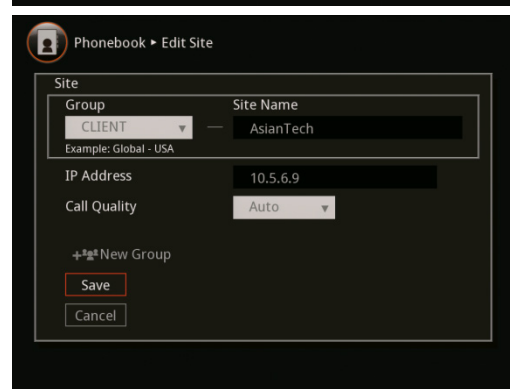 Phonebook ▸ Edit Site
Site
Group Site Name
CLIENT — AsianTech
Example: Global - USA
IP Address 10.5.6.9
Call Quality Auto
New Group
Save
Cancel